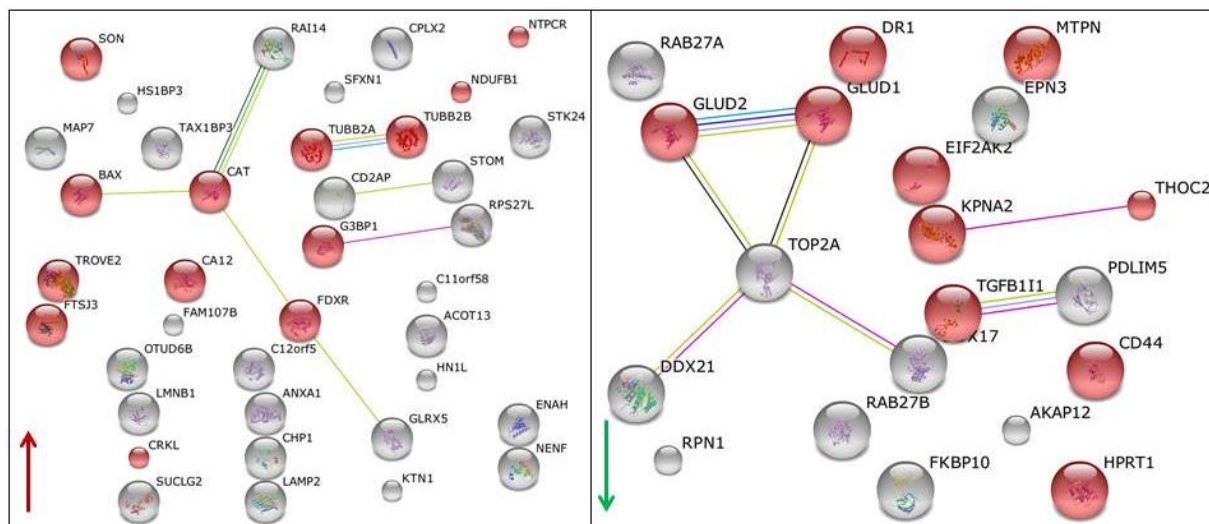 SON
RAI14
CPLX2
NTPCR
HS1BP3
SFXN1
NDUFB1
MAP7
TAX1BP3
TUBB2A
TUBB2B
STK24
BAX
CAT
CD2AP
STOM
G3BP1
RPS27L
TROVE2
CA12
C11orf58
FTSJ3
FAM107B
FDXR
ACOT13
OTUD6B
C12orf5
HN1L
LMNB1
ANXA1
GLRX5
ENAH
CRKL
CHP1
NENF
SUCLG2
LAMP2
KTN1
RAB27A
DR1
MTPN
GLUD2
GLUD1
EPN3
EIF2AK2
THOC2
KPNA2
TOP2A
TGFB1I1
PDLIM5
X17
DDX21
CD44
RAB27B
AKAP12
RPN1
FKBP10
HPRT1